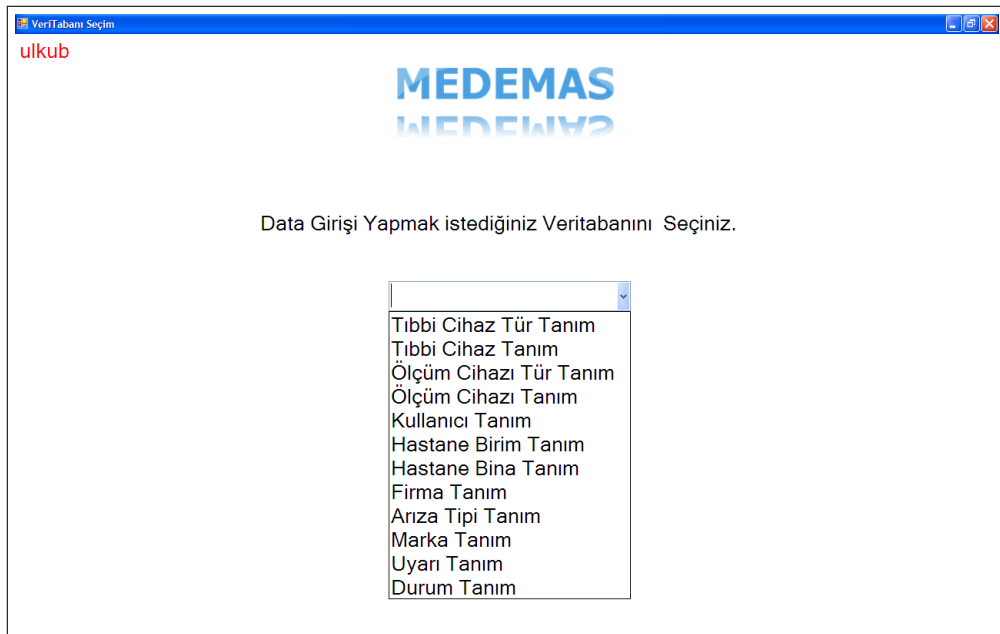 VeriTabanı Seçim
ulkub
MEDEMAS
Data Girişi Yapmak istediğiniz Veritabanını  Seçiniz.
Tıbbi Cihaz Tür Tanım
Tıbbi Cihaz Tanım
Ölçüm Cihazı Tür Tanım
Ölçüm Cihazı Tanım
Kullanıcı Tanım
Hastane Birim Tanım
Hastane Bina Tanım
Firma Tanım
Arıza Tipi Tanım
Marka Tanım
Uyarı Tanım
Durum Tanım